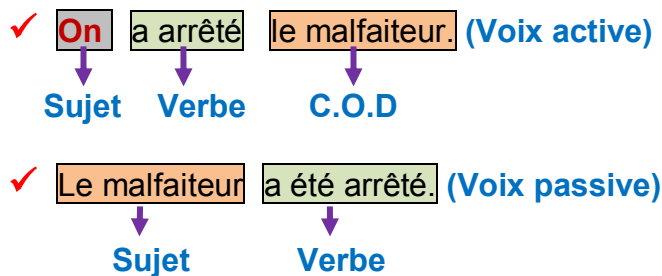 ✓ On a arrêté le malfaiteur. (Voix active)
Sujet Verbe C.O.D
✓ Le malfaiteur a été arrêté. (Voix passive)
Sujet Verbe